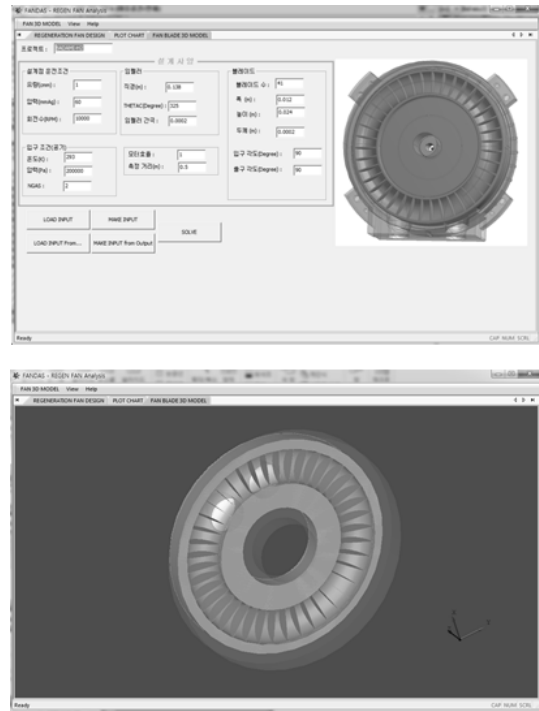 FANDAS - REGEN FAN Analysis
FAN 3D MODEL View Help
REGENERATION FAN DESIGN PLOT CHART FAN BLADE 3D MODEL
프로젝트 :
설계사양
설계점 운전조건
유량(cmm) : 1
압력(mmAq) : 60
회전수(RPM) : 10000
임펠러
직경(m) : 0.138
THETAC(Degree) : 325
임펠러 간극 : 0.0002
블레이드
블레이드 수 : 41
폭 (m) : 0.012
높이 (m) : 0.024
두께 (m) : 0.0002
입구 각도(Degree) : 90
출구 각도(Degree) : 90
입구 조건(공기)
온도(K) : 283
압력(Pa) : 200000
NGAS : 2
모터효율 : 1
측정 거리(m) : 0.5
LOAD INPUT
MAKE INPUT
SOLVE
LOAD INPUT From...
MAKE INPUT from Output
Ready
CAP NUM SCRL
FANDAS - REGEN FAN Analysis
FAN 3D MODEL View Help
REGENERATION FAN DESIGN PLOT CHART FAN BLADE 3D MODEL
Ready
CAP NUM SCRL